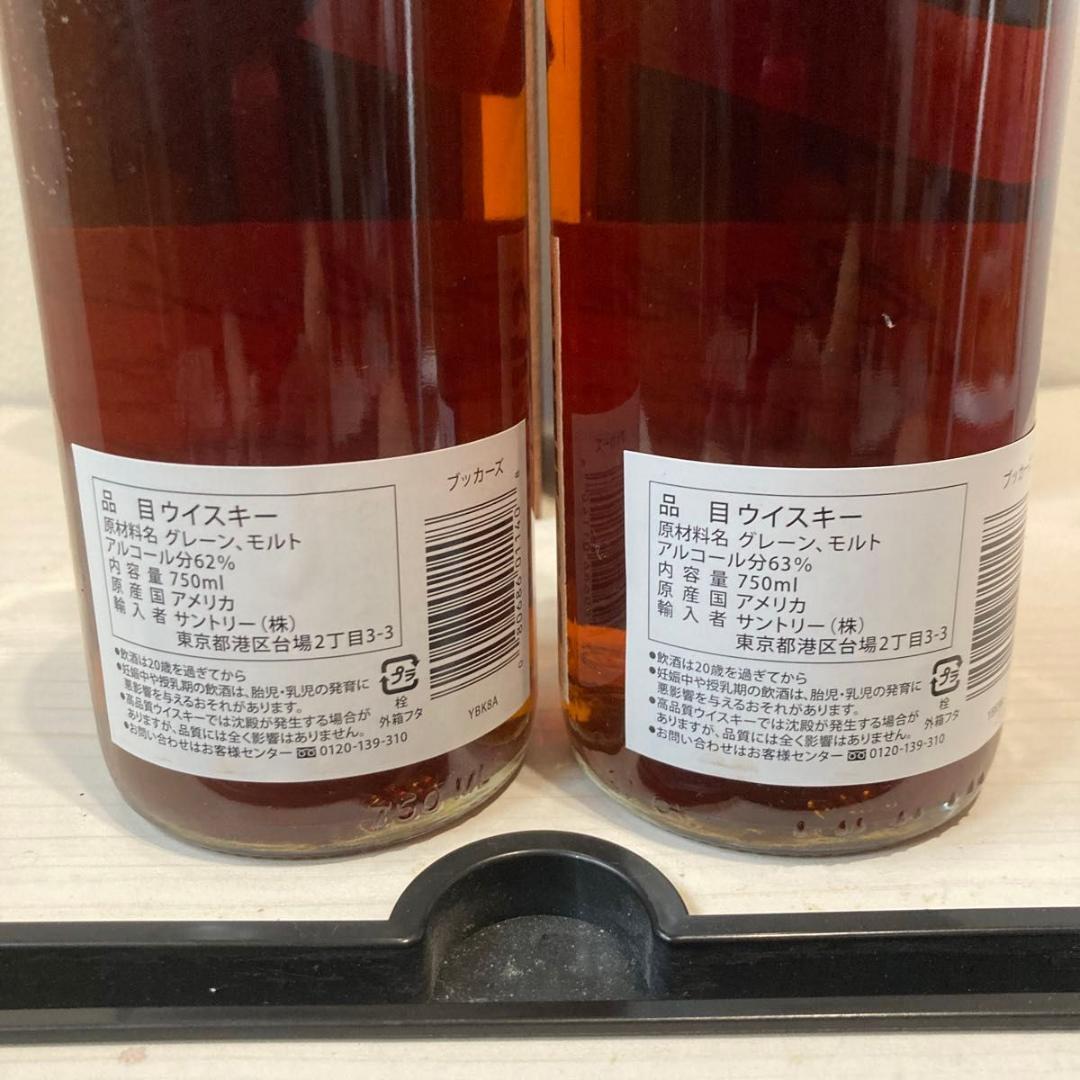 ブッカーズ
品 目 ウイスキー
原材料名 グレーン、モルト
アルコール分62%
内 容 量 750ml
原 産 国 アメリカ
輸 入 者 サントリー（株）
東京都港区台場2丁目3-3
●飲酒は20歳を過ぎてから
●妊娠中や授乳期の飲酒は、胎児・乳児の発育に
悪影響を与えるおそれがあります。
●高品質ウイスキーでは沈殿が発生する場合が
ありますが、品質には全く影響はありません。
●お問い合わせはお客様センター 0120-139-310
プラ
栓
外箱フタ
YBK8A
0 80686 01140 8
750 ML
ブッカ
品 目 ウイスキー
原材料名 グレーン、モルト
アルコール分63%
内 容 量 750ml
原 産 国 アメリカ
輸 入 者 サントリー（株）
東京都港区台場2丁目3-3
●飲酒は20歳を過ぎてから
●妊娠中や授乳期の飲酒は、胎児・乳児の発育に
悪影響を与えるおそれがあります。
●高品質ウイスキーでは沈殿が発生する場合が
ありますが、品質には全く影響はありません。
●お問い合わせはお客様センター 0120-139-310
プラ
栓
外箱フタ